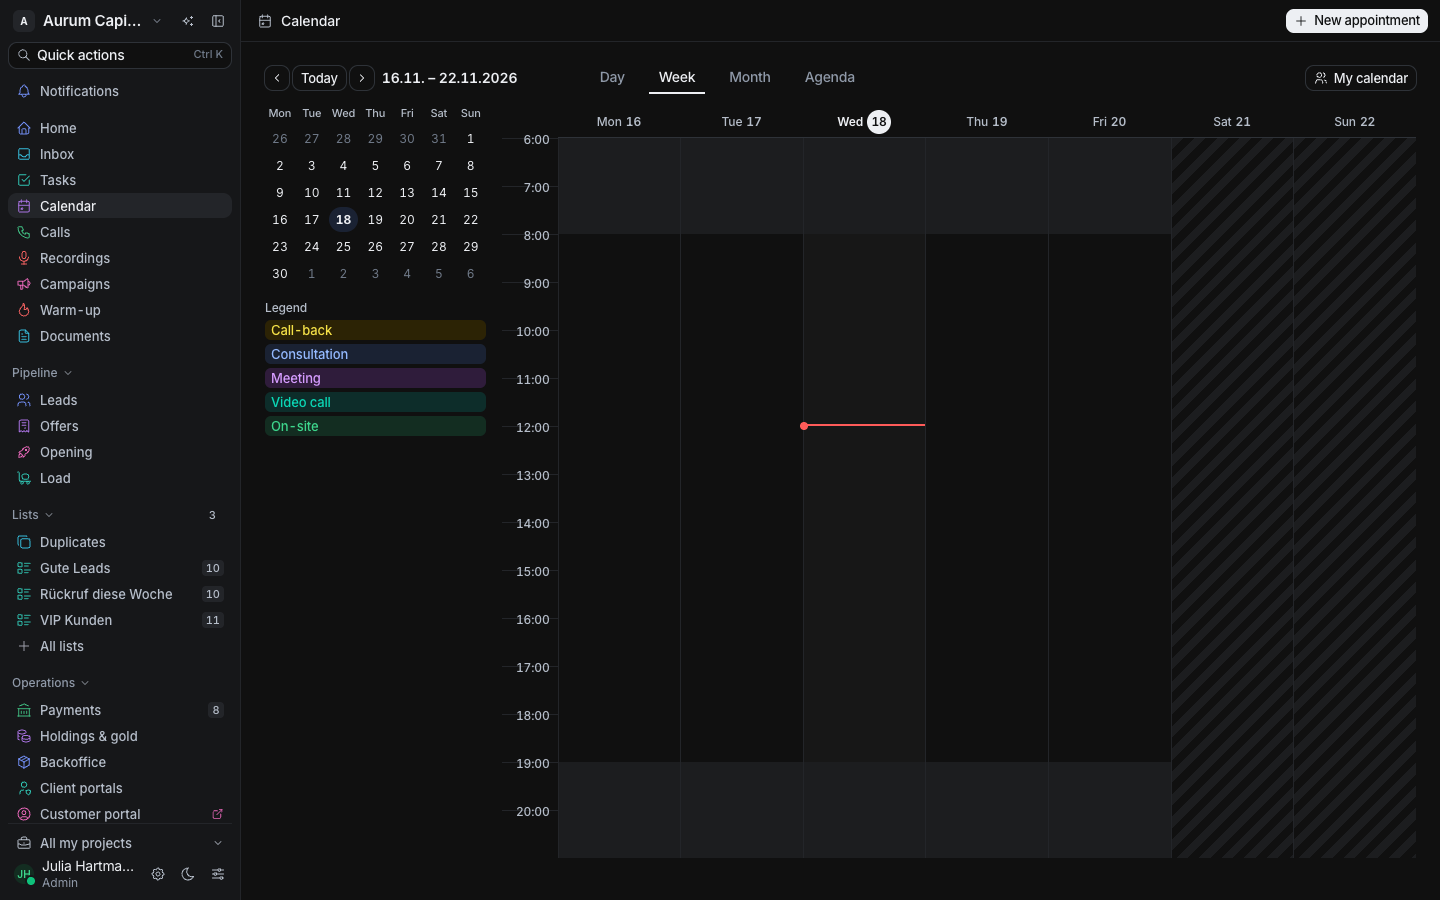 A Aurum Capi...
Quick actions Ctrl K
Notifications
Home
Inbox
Tasks
Calendar
Calls
Recordings
Campaigns
Warm-up
Documents
Pipeline
Leads
Offers
Opening
Load
Lists 3
Duplicates
Gute Leads 10
Rückruf diese Woche 10
VIP Kunden 11
All lists
Operations
Payments 8
Holdings & gold
Backoffice
Client portals
Customer portal
All my projects
JH Julia Hartma...
Admin
Calendar
New appointment
Today 16.11. – 22.11.2026
Day Week Month Agenda
My calendar
Mon Tue Wed Thu Fri Sat Sun
26 27 28 29 30 31 1
2 3 4 5 6 7 8
9 10 11 12 13 14 15
16 17 18 19 20 21 22
23 24 25 26 27 28 29
30 1 2 3 4 5 6
Legend
Call-back
Consultation
Meeting
Video call
On-site
Mon 16 Tue 17 Wed 18 Thu 19 Fri 20 Sat 21 Sun 22
6:00
7:00
8:00
9:00
10:00
11:00
12:00
13:00
14:00
15:00
16:00
17:00
18:00
19:00
20:00